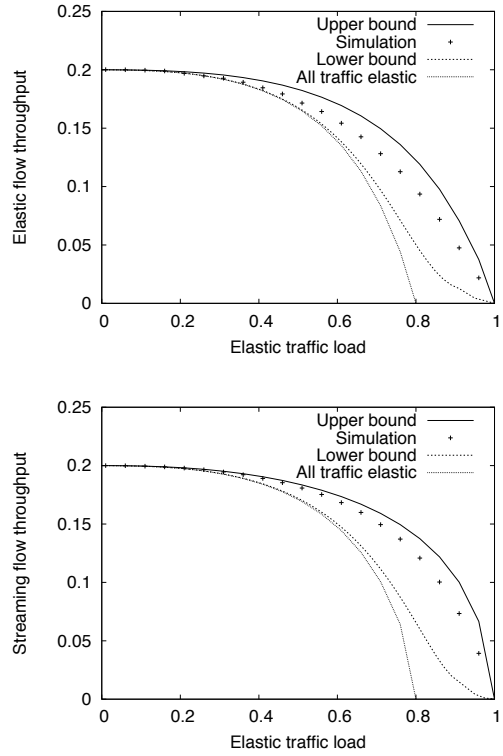 Elastic flow throughput
0.25
0.2
0.15
0.1
0.05
0
Upper bound
Simulation
Lower bound
All traffic elastic
0 0.2 0.4 0.6 0.8 1
Elastic traffic load
Streaming flow throughput
0.25
0.2
0.15
0.1
0.05
0
Upper bound
Simulation
Lower bound
All traffic elastic
0 0.2 0.4 0.6 0.8 1
Elastic traffic load